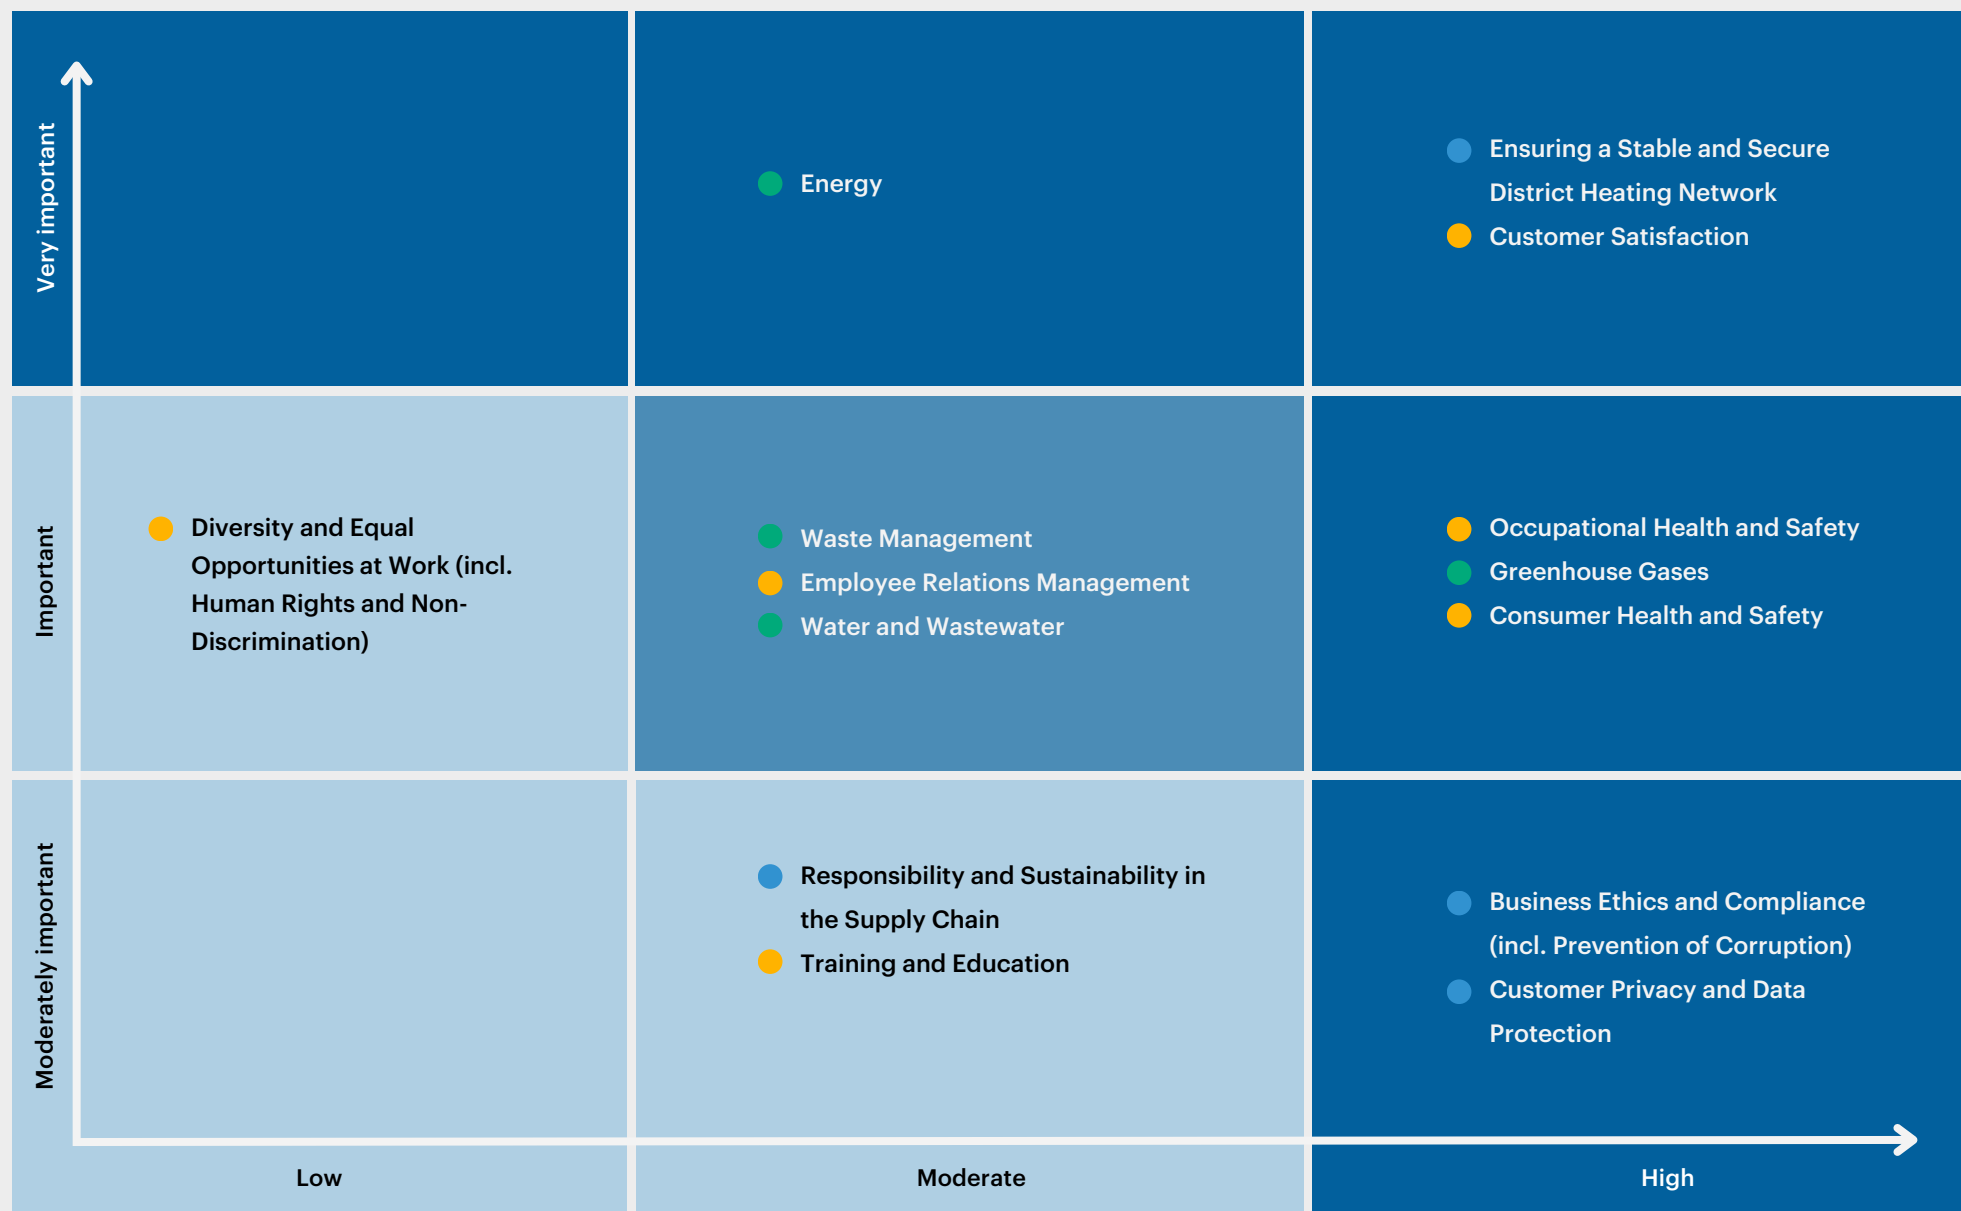 Very important
Energy
Ensuring a Stable and Secure
District Heating Network
Customer Satisfaction
Important
Diversity and Equal
Opportunities at Work (incl.
Human Rights and Non-
Discrimination)
Waste Management
Employee Relations Management
Water and Wastewater
Occupational Health and Safety
Greenhouse Gases
Consumer Health and Safety
Moderately important
Responsibility and Sustainability in
the Supply Chain
Training and Education
Business Ethics and Compliance
(incl. Prevention of Corruption)
Customer Privacy and Data
Protection
Low
Moderate
High